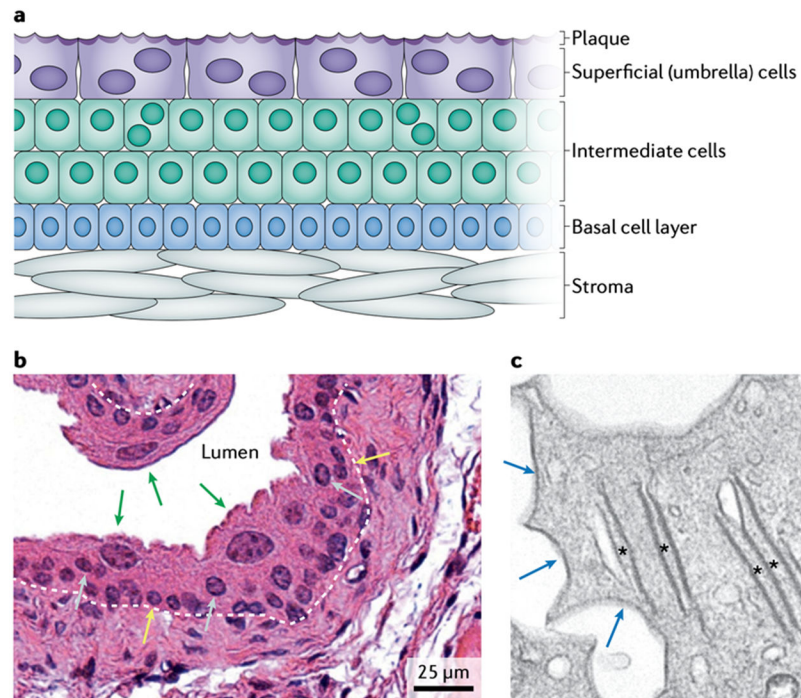 a
Plaque
Superficial (umbrella) cells
Intermediate cells
Basal cell layer
Stroma
b
c
Lumen
*
*
*
*
25 µm